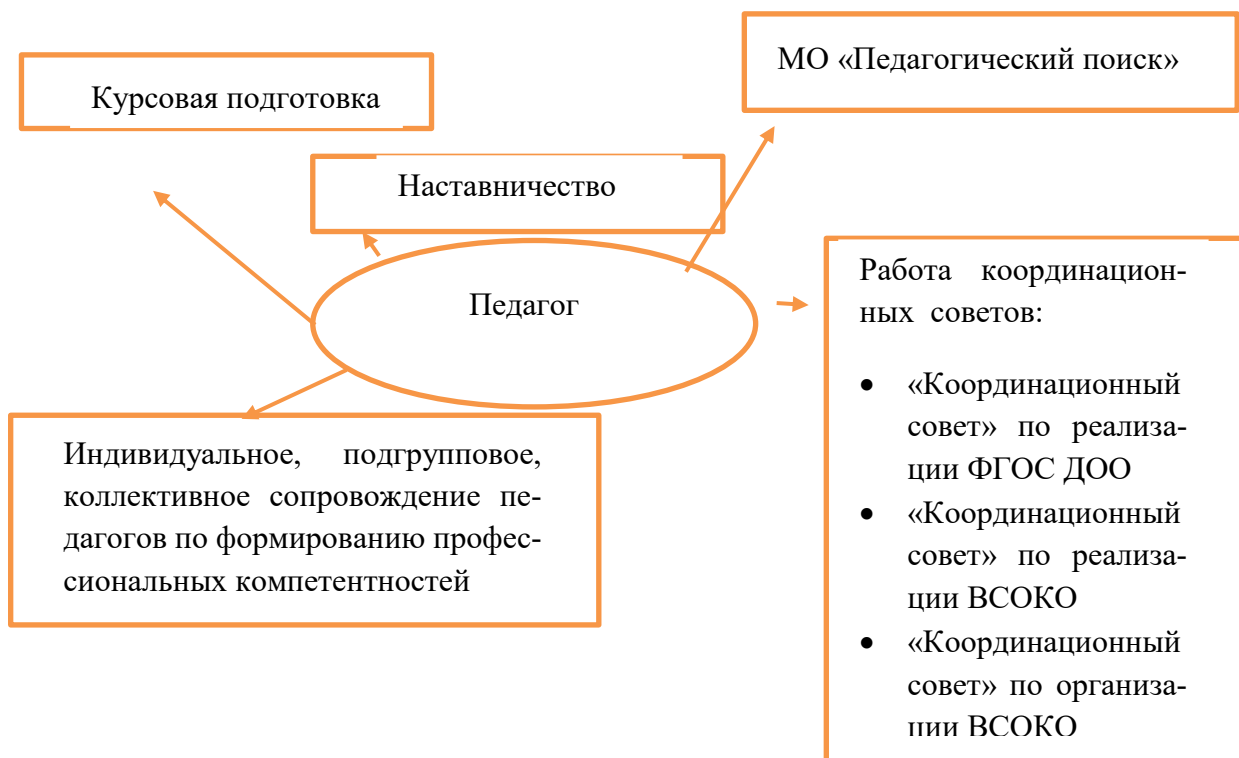 МО «Педагогический поиск»
Курсовая подготовка
Наставничество
Педагог
Работа координацион-
ных советов:
• «Координационный
совет» по реализа-
ции ФГОС ДОО
• «Координационный
совет» по реализа-
ции ВСОКО
• «Координационный
совет» по организа-
ции ВСОКО
Индивидуальное, подгрупповое,
коллективное сопровождение пе-
дагогов по формированию профес-
сиональных компетентностей